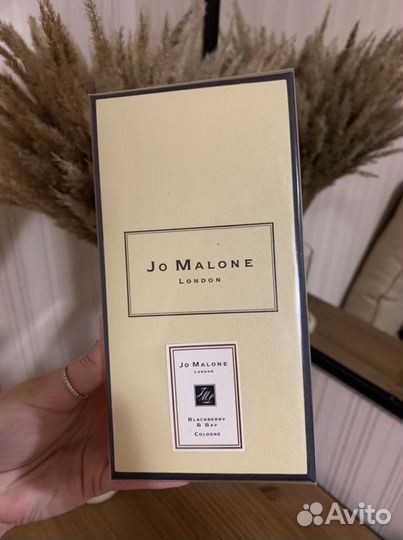 JO MALONE
LONDON
JO MALONE
LONDON
BLACKBERRY
& BAY
COLOGNE
Avito